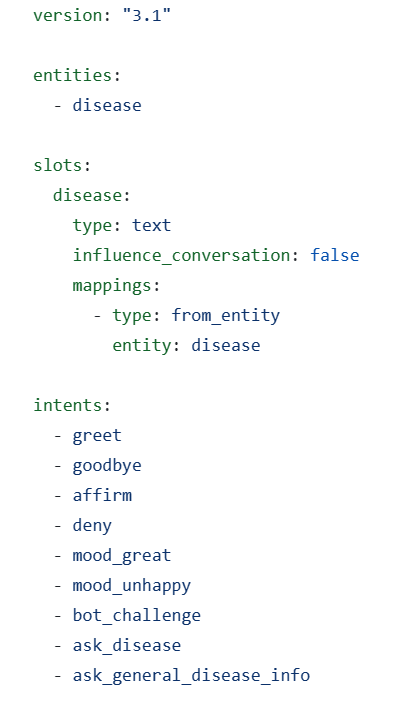 version: "3.1"

entities:
  - disease

slots:
  disease:
    type: text
    influence_conversation: false
    mappings:
      - type: from_entity
        entity: disease

intents:
  - greet
  - goodbye
  - affirm
  - deny
  - mood_great
  - mood_unhappy
  - bot_challenge
  - ask_disease
  - ask_general_disease_info